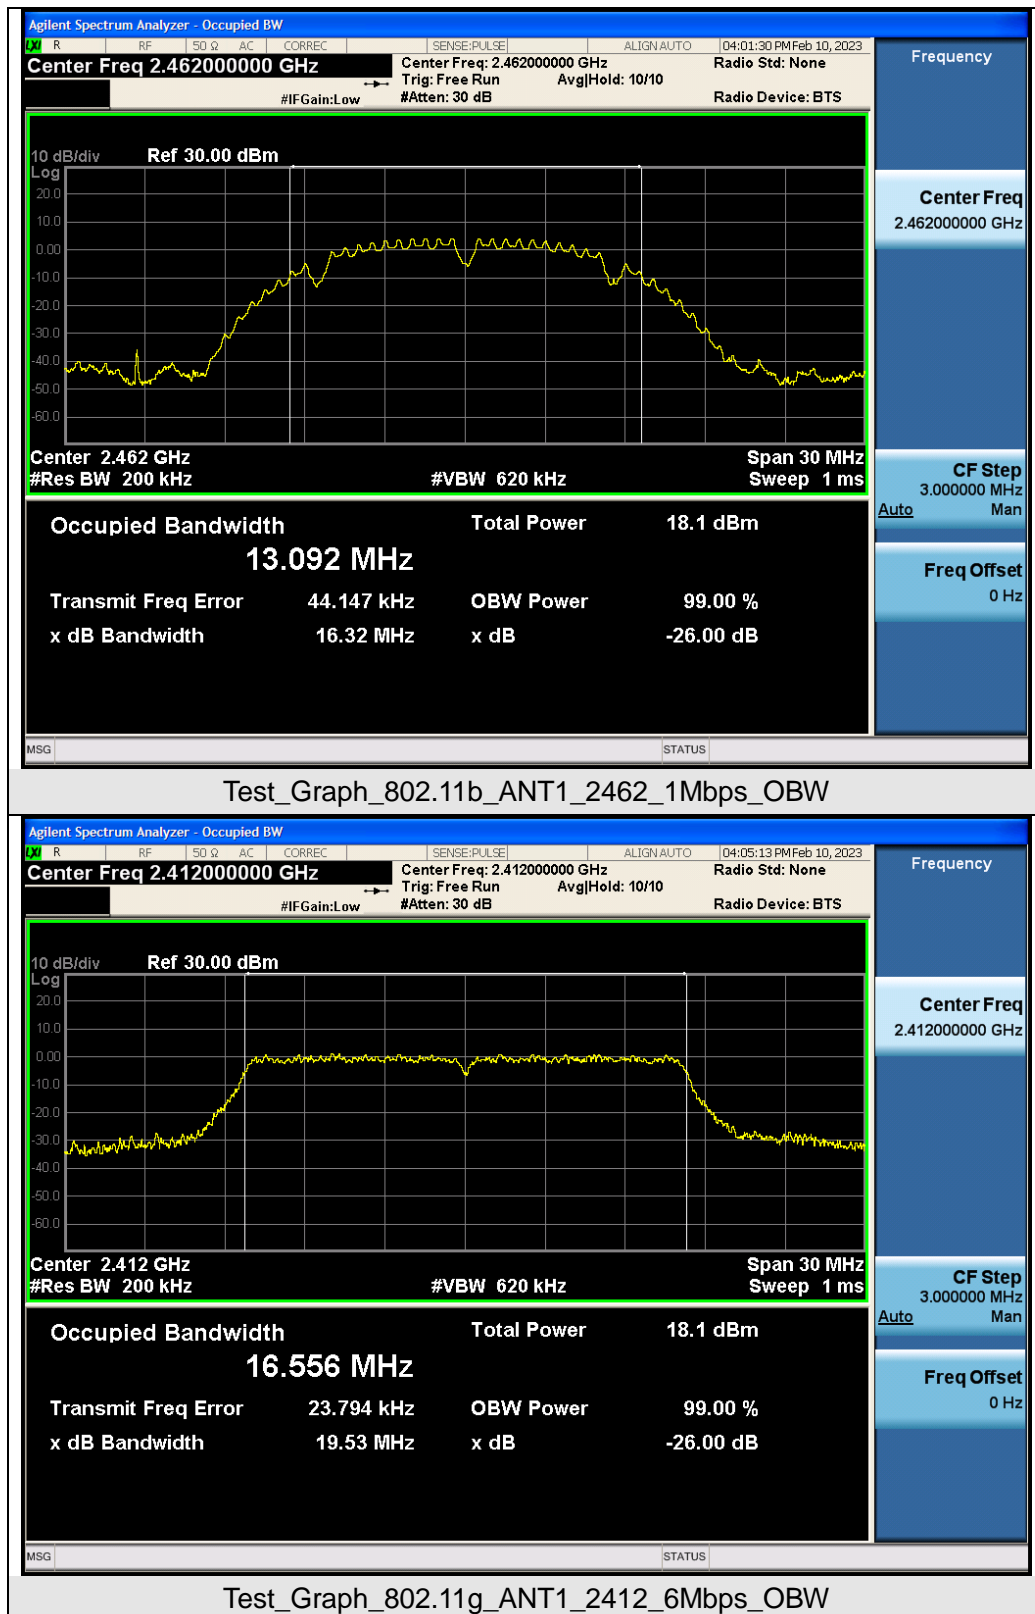 Agilent Spectrum Analyzer - Occupied BW
LXI R RF 50 Ω AC CORREC SENSE:PULSE ALIGN AUTO 04:01:30 PM Feb 10, 2023
Center Freq 2.462000000 GHz Center Freq: 2.462000000 GHz Radio Std: None
Trig: Free Run Avg|Hold: 10/10
#IFGain:Low #Atten: 30 dB Radio Device: BTS
10 dB/div Ref 30.00 dBm
Log
20.0
10.0
0.00
-10.0
-20.0
-30.0
-40.0
-50.0
-60.0
Center 2.462 GHz Span 30 MHz
#Res BW 200 kHz #VBW 620 kHz Sweep 1 ms
Occupied Bandwidth Total Power 18.1 dBm
13.092 MHz
Transmit Freq Error 44.147 kHz OBW Power 99.00 %
x dB Bandwidth 16.32 MHz x dB -26.00 dB
MSG STATUS
Frequency
Center Freq
2.462000000 GHz
CF Step
3.000000 MHz
Auto Man
Freq Offset
0 Hz
Test_Graph_802.11b_ANT1_2462_1Mbps_OBW
Agilent Spectrum Analyzer - Occupied BW
LXI R RF 50 Ω AC CORREC SENSE:PULSE ALIGN AUTO 04:05:13 PM Feb 10, 2023
Center Freq 2.412000000 GHz Center Freq: 2.412000000 GHz Radio Std: None
Trig: Free Run Avg|Hold: 10/10
#IFGain:Low #Atten: 30 dB Radio Device: BTS
10 dB/div Ref 30.00 dBm
Log
20.0
10.0
0.00
-10.0
-20.0
-30.0
-40.0
-50.0
-60.0
Center 2.412 GHz Span 30 MHz
#Res BW 200 kHz #VBW 620 kHz Sweep 1 ms
Occupied Bandwidth Total Power 18.1 dBm
16.556 MHz
Transmit Freq Error 23.794 kHz OBW Power 99.00 %
x dB Bandwidth 19.53 MHz x dB -26.00 dB
MSG STATUS
Frequency
Center Freq
2.412000000 GHz
CF Step
3.000000 MHz
Auto Man
Freq Offset
0 Hz
Test_Graph_802.11g_ANT1_2412_6Mbps_OBW